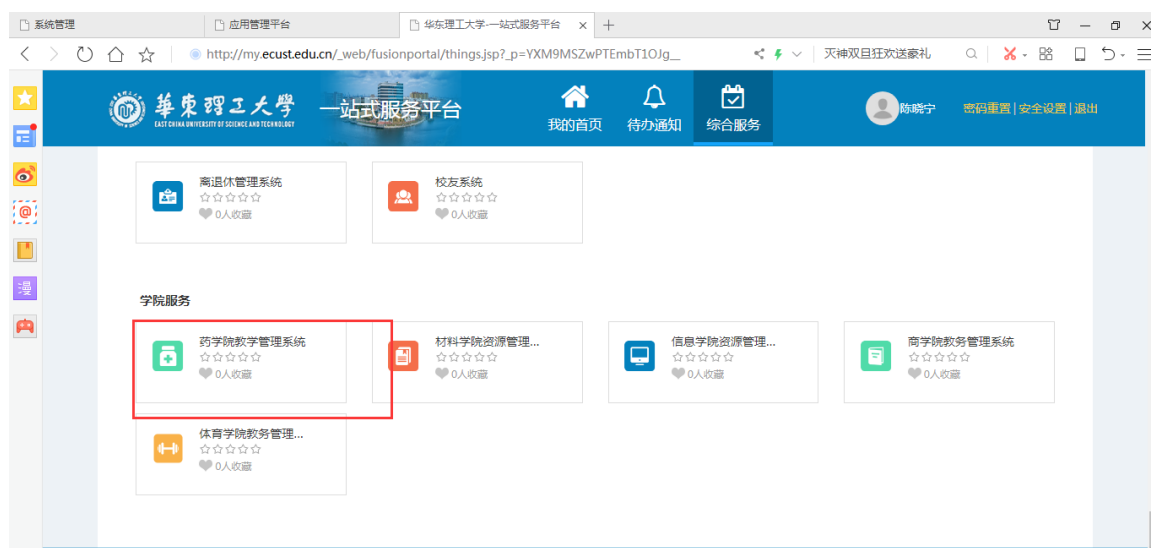 系统管理
应用管理平台
华东理工大学-一站式服务平台 × +
http://my.ecust.edu.cn/_web/fusionportal/things.jsp?_p=YXM9MSZwPTEmbT1OJg__
灭神双旦狂欢送豪礼
華東理工大學
EAST CHINA UNIVERSITY OF SCIENCE AND TECHNOLOGY
一站式服务平台
我的首页
待办通知
综合服务
陈晓宁
密码重置|安全设置|退出
离退休管理系统
0人收藏
校友系统
0人收藏
学院服务
药学院教学管理系统
0人收藏
材料学院资源管理...
0人收藏
信息学院资源管理...
0人收藏
商学院教务管理系统
0人收藏
体育学院教务管理...
0人收藏
漫